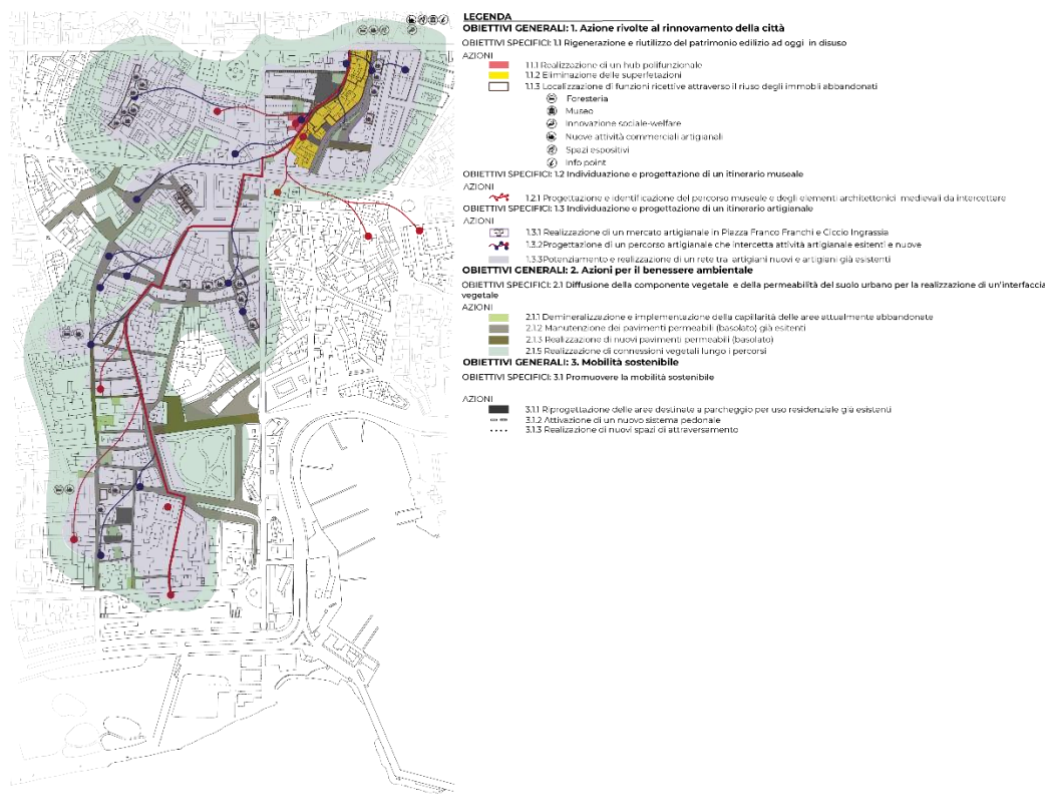 LEGENDA
OBIETTIVI GENERALI: 1. Azione rivolte al rinnovamento della città
OBIETTIVI SPECIFICI: 1.1 Rigenerazione e riutilizzo del patrimonio edilizio ad oggi in disuso
AZIONI
1.1.1 Realizzazione di un hub polifunzionale
1.1.2 Eliminazione delle superfetazioni
1.1.3 Localizzazione di funzioni ricettive attraverso il riuso degli immobili abbandonati
Foresteria
Museo
Innovazione sociale-welfare
Nuove attività commerciali artigianali
Spazi espositivi
Info point
OBIETTIVI SPECIFICI: 1.2 Individuazione e progettazione di un itinerario museale
AZIONI
1.2.1 Progettazione e identificazione del percorso museale e degli elementi architettonici medievali da intercettare
OBIETTIVI SPECIFICI: 1.3 Individuazione e progettazione di un itinerario artigianale
AZIONI
1.3.1 Realizzazione di un mercato artigianale in Piazza Franco Franchi e Ciccio Ingrassia
1.3.2Progettazione di un percorso artigianale che intercetta attività artigianale esitenti e nuove
1.3.3Potenziamento e realizzazione di un rete tra artigiani nuovi e artigiani già esistenti
OBIETTIVI GENERALI: 2. Azioni per il benessere ambientale
OBIETTIVI SPECIFICI: 2.1 Diffusione della componente vegetale e della permeabilità del suolo urbano per la realizzazione di un'interfaccia
vegetale
AZIONI
2.1.1 Demineralizzazione e implementazione della capillarità delle aree attualmente abbandonate
2.1.2 Manutenzione dei pavimenti permeabili (basolato) già esitenti
2.1.3 Realizzazione di nuovi pavimenti permeabili (basolato)
2.1.5 Realizzazione di connessioni vegetali lungo i percorsi
OBIETTIVI GENERALI: 3. Mobilità sostenibile
OBIETTIVI SPECIFICI: 3.1 Promuovere la mobilità sostenibile
AZIONI
3.1.1 Riprogettazione delle aree destinate a parcheggio per uso residenziale già esistenti
3.1.2 Attivazione di un nuovo sistema pedonale
3.1.3 Realizazione di nuovi spazi di attraversamento